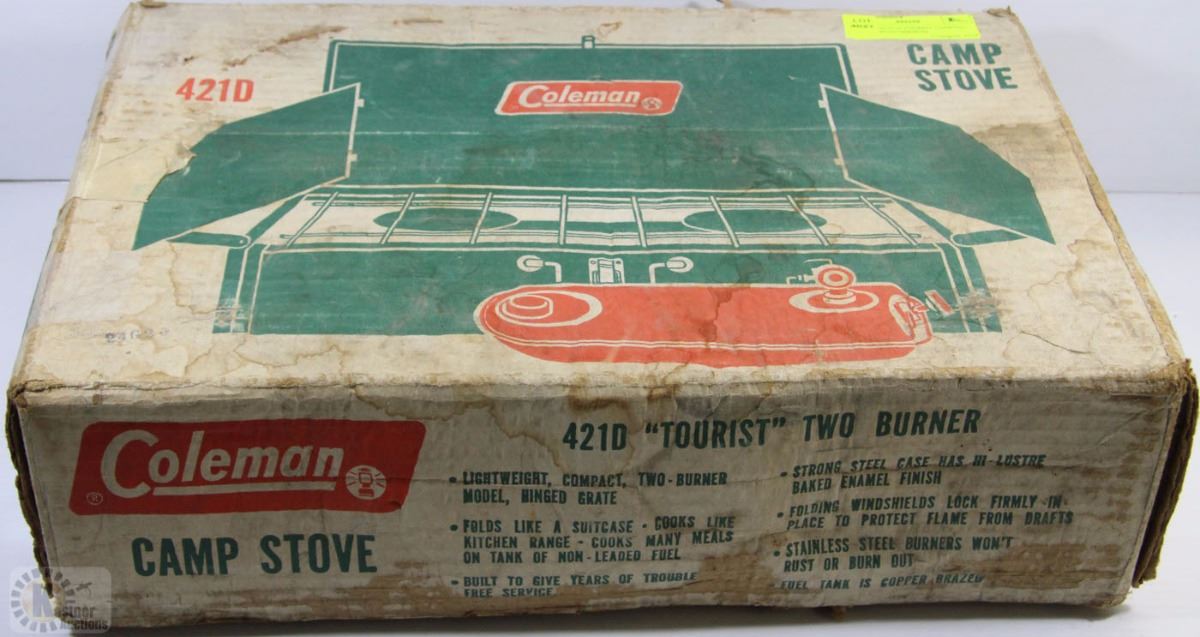 LOT
421D
Coleman
CAMP
STOVE
Coleman
®
CAMP STOVE
421D "TOURIST" TWO BURNER
• LIGHTWEIGHT, COMPACT, TWO-BURNER
MODEL, HINGED GRATE
• FOLDS LIKE A SUITCASE - COOKS LIKE
KITCHEN RANGE - COOKS MANY MEALS
ON TANK OF NON-LEADED FUEL
• BUILT TO GIVE YEARS OF TROUBLE
FREE SERVICE
• STRONG STEEL CASE HAS HI-LUSTRE
BAKED ENAMEL FINISH
• FOLDING WINDSHIELDS LOCK FIRMLY IN
PLACE TO PROTECT FLAME FROM DRAFTS
• STAINLESS STEEL BURNERS WON'T
RUST OR BURN OUT
FUEL TANK IS COPPER BRAZED
Kastner
Auctions